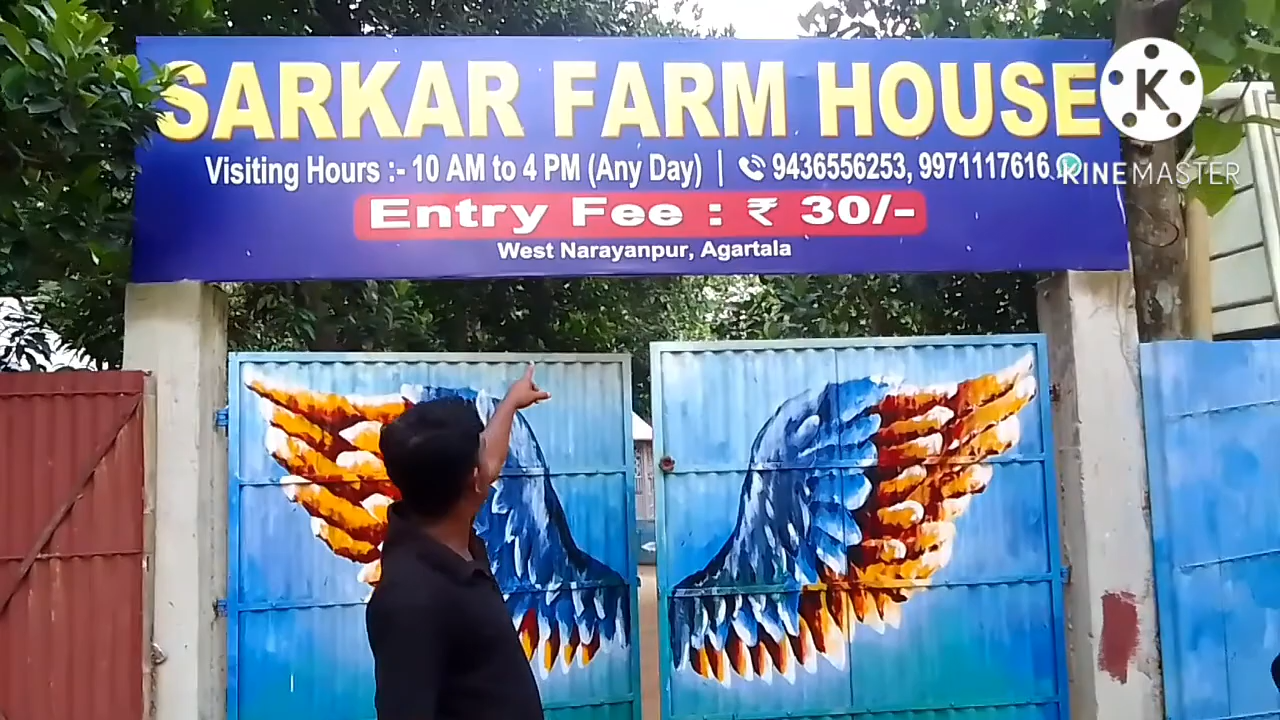 SARKAR FARM HOUSE
Visiting Hours :- 10 AM to 4 PM (Any Day) | 9436556253, 9971117616
Entry Fee : ₹ 30/-
West Narayanpur, Agartala
K
KINEMASTER